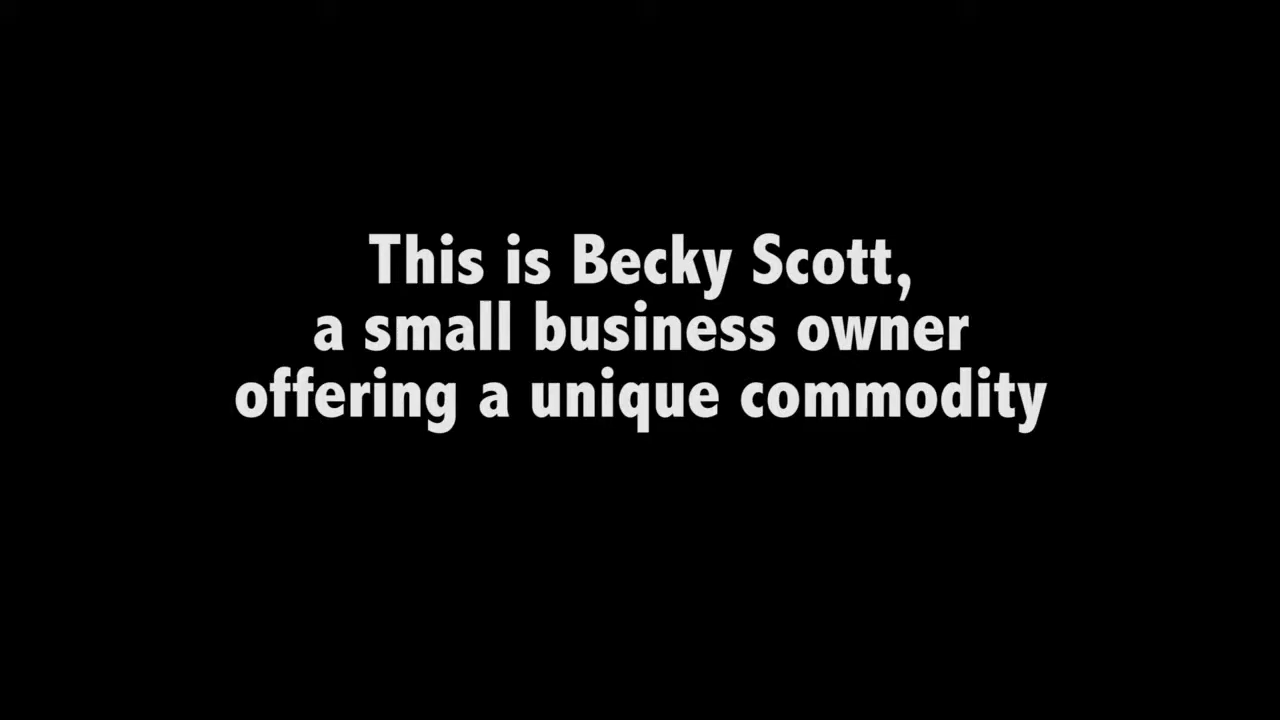 This is Becky Scott,
a small business owner
offering a unique commodity